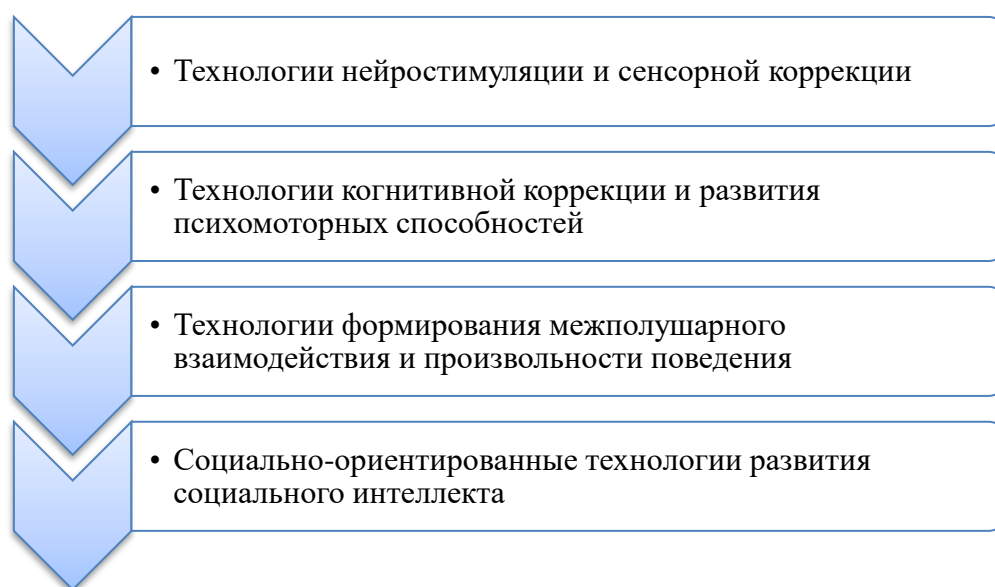 • Технологии нейростимуляции и сенсорной коррекции
• Технологии когнитивной коррекции и развития
психомоторных способностей
• Технологии формирования межполушарного
взаимодействия и произвольности поведения
• Социально-ориентированные технологии развития
социального интеллекта